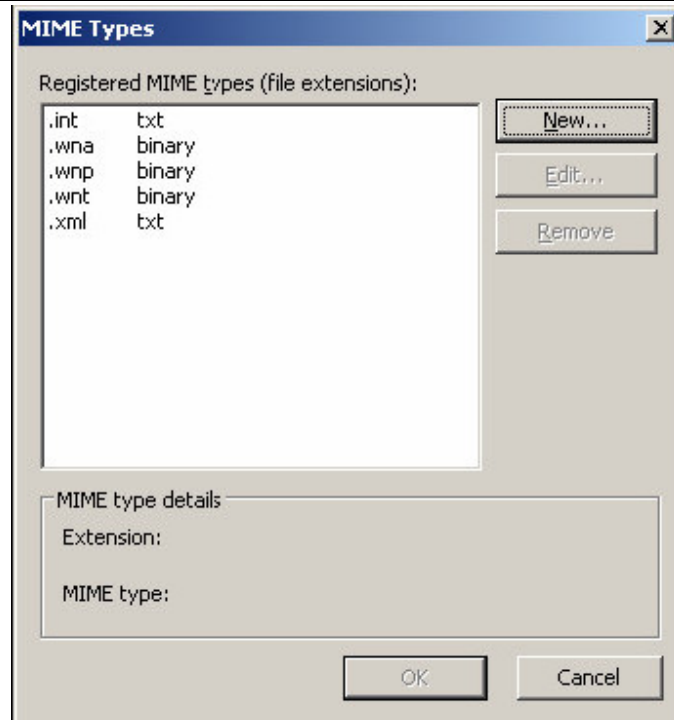 MIME Types
Registered MIME types (file extensions):
.int txt
.wna binary
.wnp binary
.wnt binary
.xml txt
New...
Edit...
Remove
MIME type details
Extension:
MIME type:
OK
Cancel